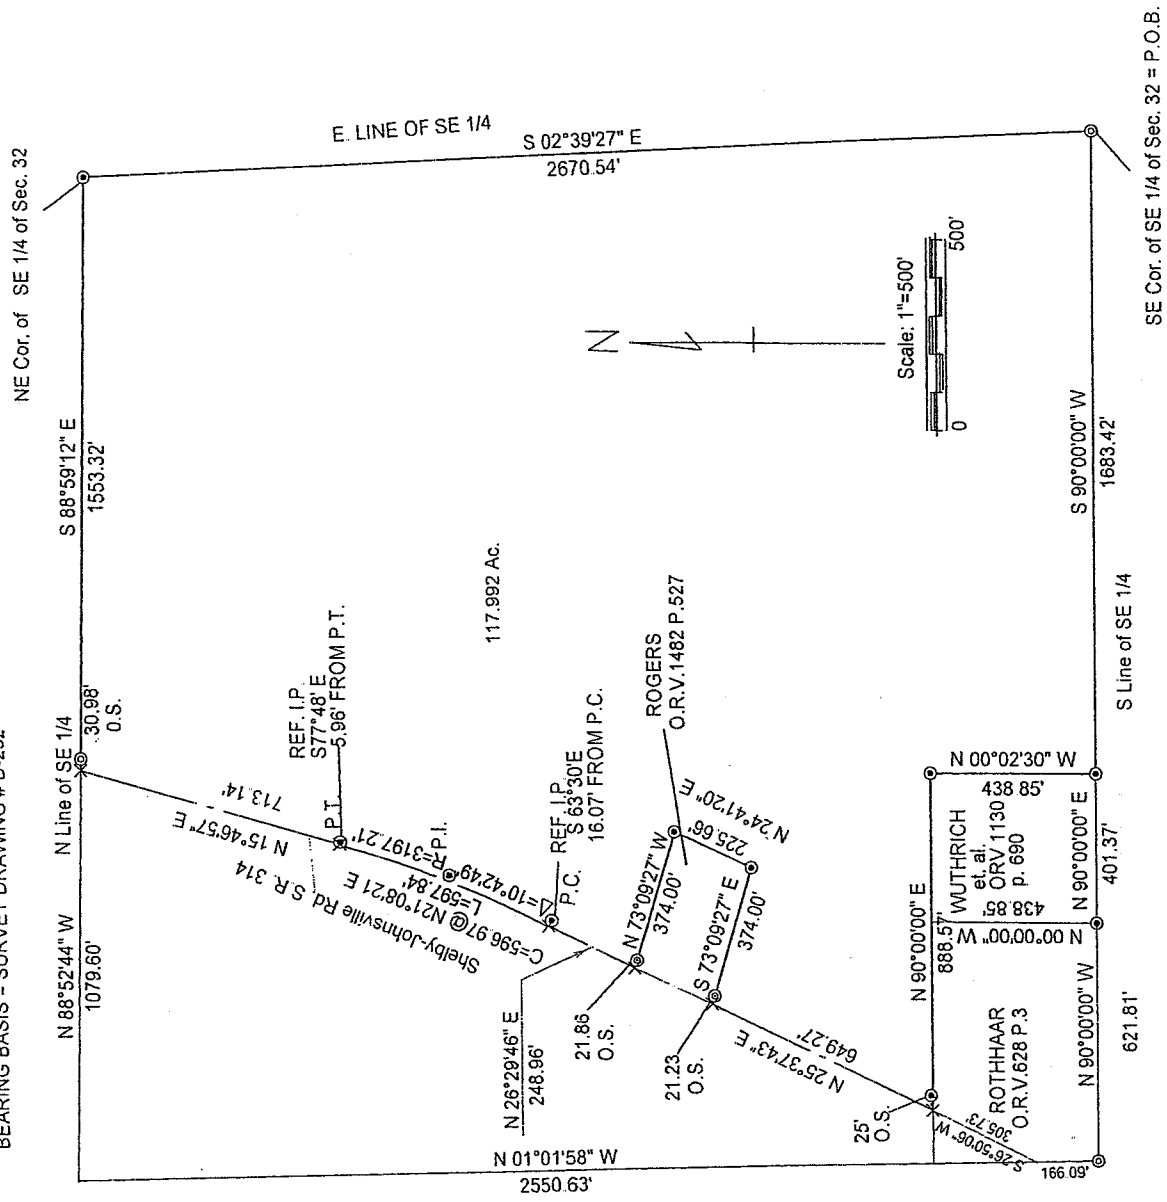 BEARING BASIS - SURVEY DRAWING # D-232
NE Cor. of SE 1/4 of Sec. 32
E. LINE OF SE 1/4
S 02°39'27" E
2670.54'
SE Cor. of SE 1/4 of Sec. 32 = P.O.B.
S 88°59'12" E
1553.32'
N Line of SE 1/4
30.98'
O.S.
N 88°52'44" W
1079.60'
N
Scale: 1"=500'
0
500'
117.992 Ac.
REF. I.P.
S77°48' E
5.96' FROM P.T.
713.14'
N 15°46'57" E
P.T.
S.R. 314
Shelby-Johnsville Rd
P.I.
R=3197.21'
Δ=10°42'49"
L=597.84'
C=596.97@ N21°08'21 E
P.C.
REF. I.P.
S 63°30'E
16.07' FROM P.C.
ROGERS
O.R.V.1482 P.527
N 73°09'27" W
374.00'
N 24°41'20" E
225.66'
S 73°09'27" E
374.00'
N 26°29'46" E
248.96'
21.86
O.S.
21.23
O.S.
N 25°37'43" E
649.27'
25'
O.S.
N 01°01'58" W
2550.63'
S 26°50'06" W
305.73'
ROTHHAAR
O.R.V.628 P.3
166.09'
N 90°00'00" E
888.57'
WUTHRICH
et. al.
ORV 1130
p. 690
438.85'
N 00°00'00" W
N 00°02'30" W
438 85'
N 90°00'00" W
621.81'
N 90°00'00" E
401.37'
S Line of SE 1/4
S 90°00'00" W
1683.42'